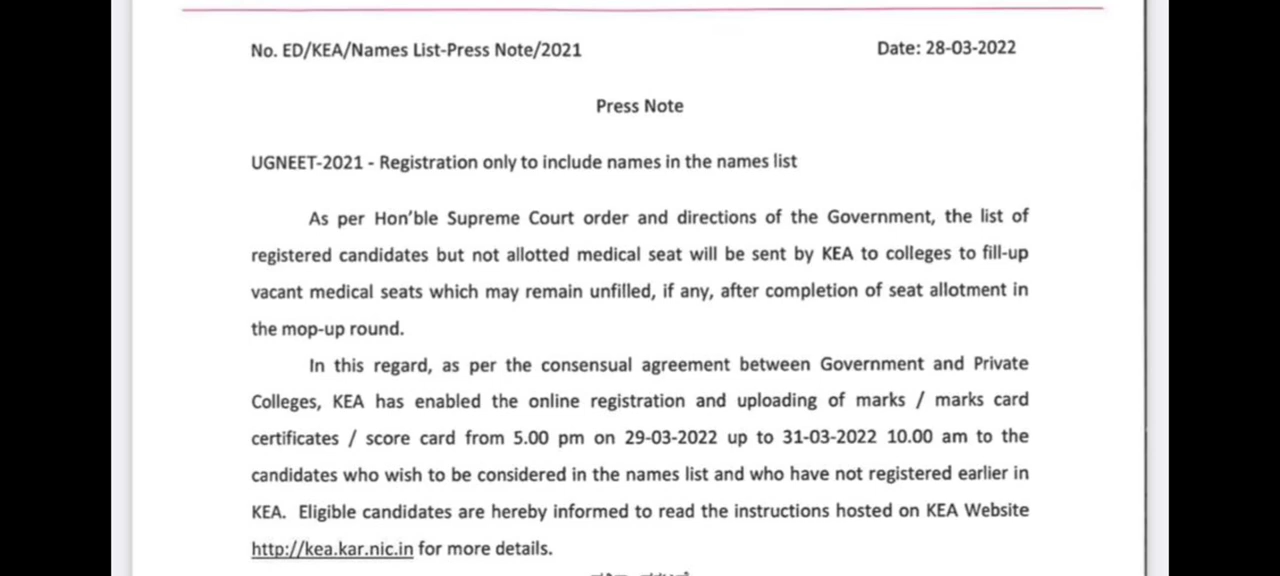 No. ED/KEA/Names List-Press Note/2021 Date: 28-03-2022
Press Note
UGNEET-2021 - Registration only to include names in the names list
As per Hon'ble Supreme Court order and directions of the Government, the list of
registered candidates but not allotted medical seat will be sent by KEA to colleges to fill-up
vacant medical seats which may remain unfilled, if any, after completion of seat allotment in
the mop-up round.
In this regard, as per the consensual agreement between Government and Private
Colleges, KEA has enabled the online registration and uploading of marks / marks card
certificates / score card from 5.00 pm on 29-03-2022 up to 31-03-2022 10.00 am to the
candidates who wish to be considered in the names list and who have not registered earlier in
KEA. Eligible candidates are hereby informed to read the instructions hosted on KEA Website
http://kea.kar.nic.in for more details.